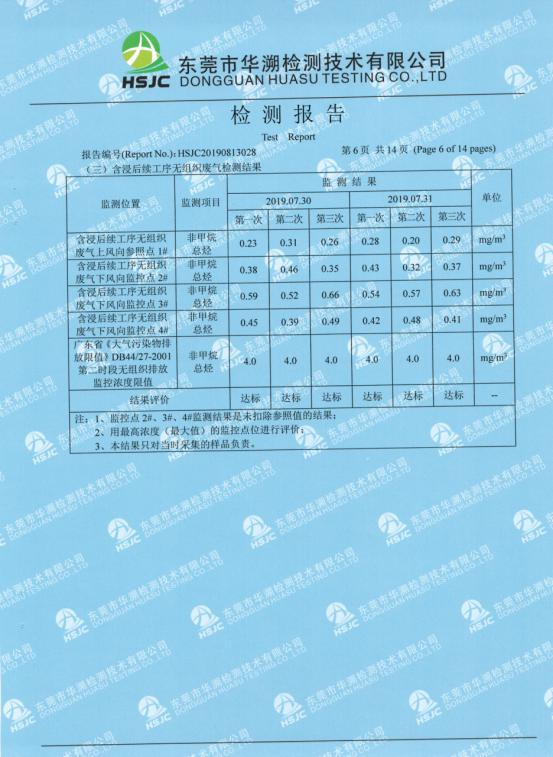 HSJC
东莞市华溯检测技术有限公司
DONGGUAN HUASU TESTING CO.,LTD
检测报告
Test Report
报告编号(Report No.): HSJC20190813028 第 6 页 共 14 页 (Page 6 of 14 pages)
（三）含浸后续工序无组织废气检测结果
监测位置 监测项目 监测结果 单位
2019.07.30 2019.07.31
第一次 第二次 第三次 第一次 第二次 第三次
含浸后续工序无组织
废气上风向参照点 1#
非甲烷
总烃
0.23 0.31 0.26 0.28 0.20 0.29 mg/m³
含浸后续工序无组织
废气下风向监控点 2#
非甲烷
总烃
0.38 0.46 0.35 0.43 0.32 0.37 mg/m³
含浸后续工序无组织
废气下风向监控点 3#
非甲烷
总烃
0.59 0.52 0.66 0.54 0.57 0.63 mg/m³
含浸后续工序无组织
废气下风向监控点 4#
非甲烷
总烃
0.45 0.39 0.49 0.42 0.48 0.41 mg/m³
广东省《大气污染物排
放限值》DB44/27-2001
第二时段无组织排放
监控浓度限值
非甲烷
总烃
4.0 4.0 4.0 4.0 4.0 4.0 mg/m³
结果评价 达标 达标 达标 达标 达标 达标 --
注：1、监控点 2#、3#、4#监测结果是未扣除参照值的结果；
2、用最高浓度（最大值）的监控点位进行评价；
3、本结果只对当时采集的样品负责。